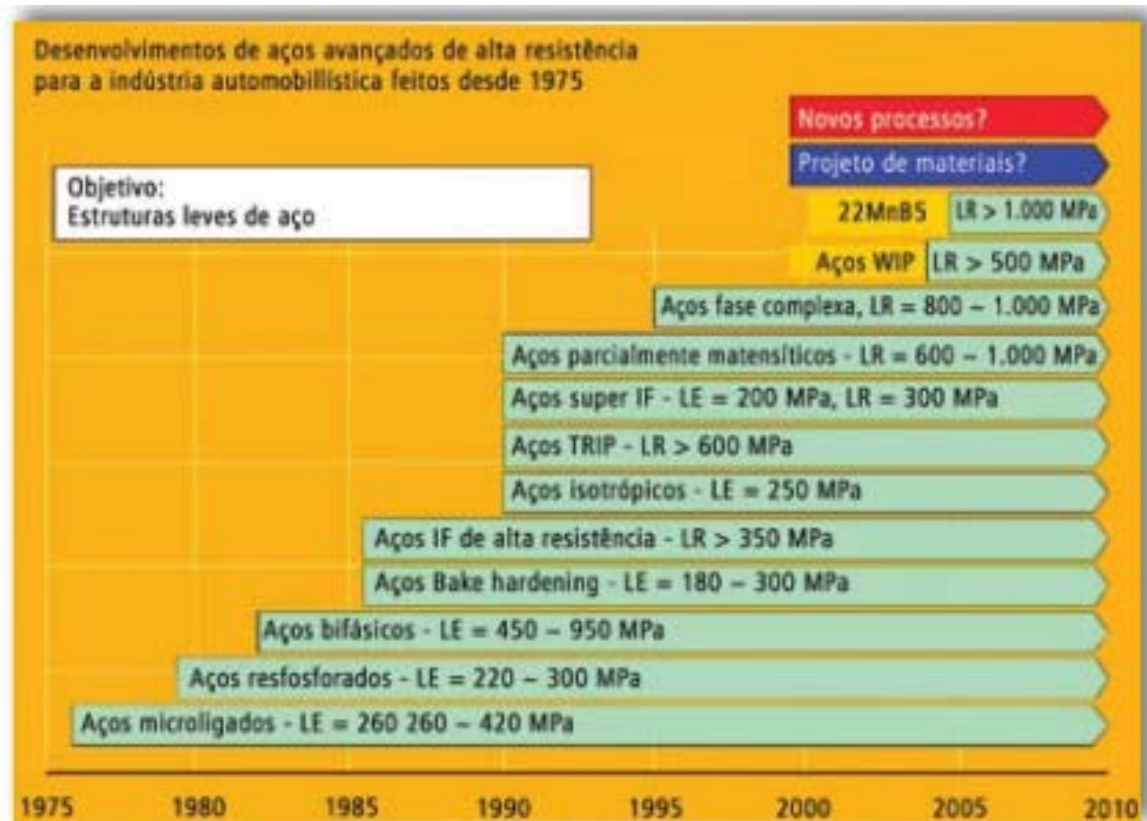 Desenvolvimentos de aços avançados de alta resistência
para a indústria automobillística feitos desde 1975
Novos processos?
Projeto de materiais?
Objetivo:
Estruturas leves de aço
22MnB5 LR > 1.000 MPa
Aços WIP LR > 500 MPa
Aços fase complexa, LR = 800 – 1.000 MPa
Aços parcialmente matensíticos - LR = 600 – 1.000 MPa
Aços super IF - LE = 200 MPa, LR = 300 MPa
Aços TRIP - LR > 600 MPa
Aços isotrópicos - LE = 250 MPa
Aços IF de alta resistência - LR > 350 MPa
Aços Bake hardening - LE = 180 – 300 MPa
Aços bifásicos - LE = 450 – 950 MPa
Aços resfosforados - LE = 220 – 300 MPa
Aços microligados - LE = 260 260 – 420 MPa
1975 1980 1985 1990 1995 2000 2005 2010